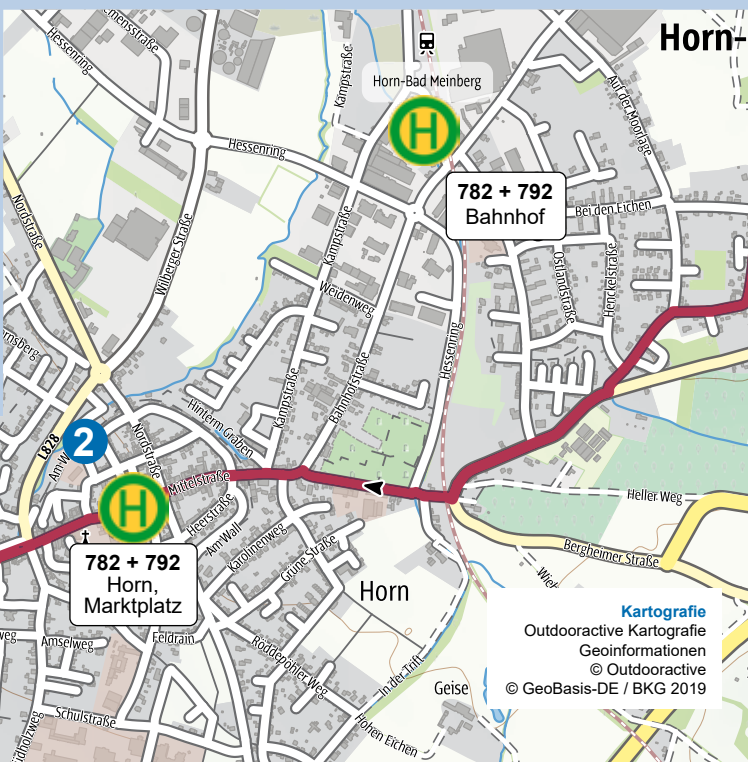 Horn-
Hessenring
Kampstraße
Horn-Bad Meinberg
H
782 + 792
Bahnhof
Auf der Moorlage
Hessenring
Bei den Eichen
Nordstraße
Wilberger Straße
Kampstraße
Ostlandstraße
Henckelstraße
Weidenweg
Hessenring
Kampstraße
Bahnhofstraße
Hinterm Graben
L828
2
Nordstraße
Mittelstraße
H
782 + 792
Horn,
Marktplatz
Heerstraße
Am Wall
Karolinenweg
Grüne Straße
Heller Weg
Bergheimer Straße
Horn
Feldrain
Amselweg
Roddepöhler Weg
In der Trift
Geise
Schulstraße
Hohen Eichen
Kartografie
Outdooractive Kartografie
Geoinformationen
© Outdooractive
© GeoBasis-DE / BKG 2019